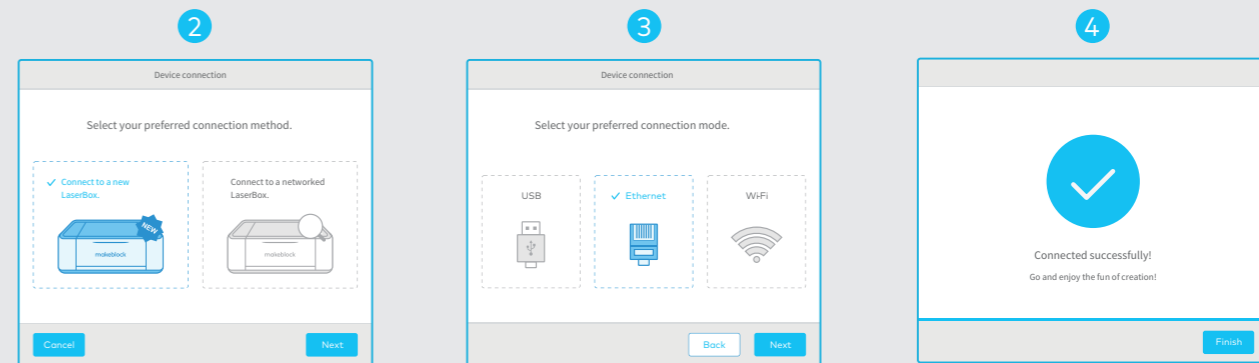 2
3
4
Device connection
Select your preferred connection method.
Connect to a new
LaserBox.
NEW
makeblock
Connect to a networked
LaserBox.
makeblock
Cancel
Next
Device connection
Select your preferred connection mode.
USB
Ethernet
Wi-Fi
Back
Next
Connected successfully!
Go and enjoy the fun of creation!
Finish